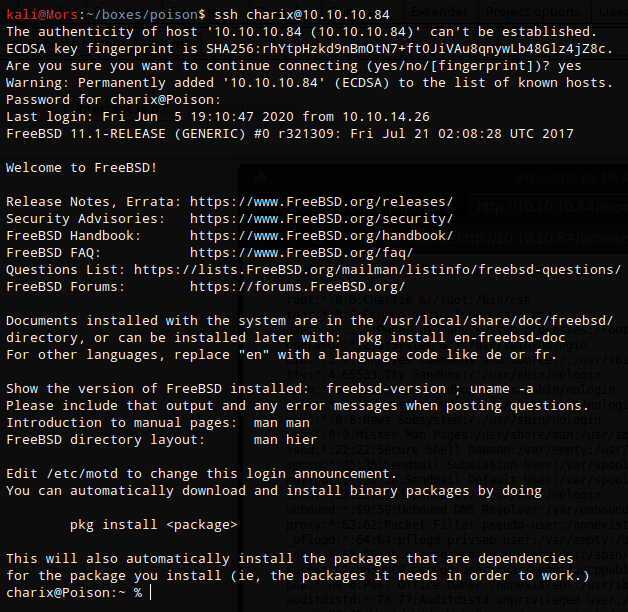 kali@Mors:~/boxes/poison$ ssh charix@10.10.10.84
The authenticity of host '10.10.10.84 (10.10.10.84)' can't be established.
ECDSA key fingerprint is SHA256:rhYtpHzkd9nBmOtN7+ft0JiVAu8qnywLb48Glz4jZ8c.
Are you sure you want to continue connecting (yes/no/[fingerprint])? yes
Warning: Permanently added '10.10.10.84' (ECDSA) to the list of known hosts.
Password for charix@Poison:
Last login: Fri Jun  5 19:10:47 2020 from 10.10.14.26
FreeBSD 11.1-RELEASE (GENERIC) #0 r321309: Fri Jul 21 02:08:28 UTC 2017

Welcome to FreeBSD!

Release Notes, Errata: https://www.FreeBSD.org/releases/
Security Advisories:   https://www.FreeBSD.org/security/
FreeBSD Handbook:      https://www.FreeBSD.org/handbook/
FreeBSD FAQ:           https://www.FreeBSD.org/faq/
Questions List: https://lists.FreeBSD.org/mailman/listinfo/freebsd-questions/
FreeBSD Forums:        https://forums.FreeBSD.org/

Documents installed with the system are in the /usr/local/share/doc/freebsd/
directory, or can be installed later with:  pkg install en-freebsd-doc
For other languages, replace "en" with a language code like de or fr.

Show the version of FreeBSD installed:  freebsd-version ; uname -a
Please include that output and any error messages when posting questions.
Introduction to manual pages:  man man
FreeBSD directory layout:      man hier

Edit /etc/motd to change this login announcement.
You can automatically download and install binary packages by doing

        pkg install <package>

This will also automatically install the packages that are dependencies
for the package you install (ie, the packages it needs in order to work.)
charix@Poison:~ %